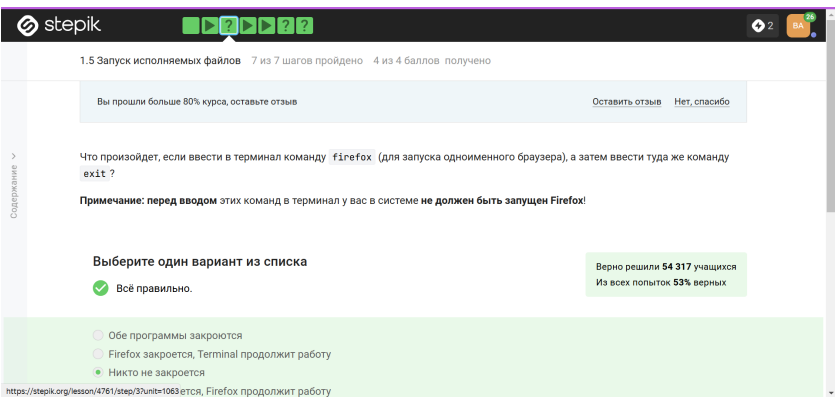 stepik
?
?
?
2
BA
26
1.5 Запуск исполняемых файлов 7 из 7 шагов пройдено 4 из 4 баллов получено
Вы прошли больше 80% курса, оставьте отзыв
Оставить отзыв Нет, спасибо
Содержание
Что произойдет, если ввести в терминал команду firefox (для запуска одноименного браузера), а затем ввести туда же команду
exit ?
Примечание: перед вводом этих команд в терминал у вас в системе не должен быть запущен Firefox!
Выберите один вариант из списка
Всё правильно.
Верно решили 54 317 учащихся
Из всех попыток 53% верных
Обе программы закроются
Firefox закроется, Terminal продолжит работу
Никто не закроется
https://stepik.org/lesson/4761/step/3?unit=1063
ется, Firefox продолжит работу